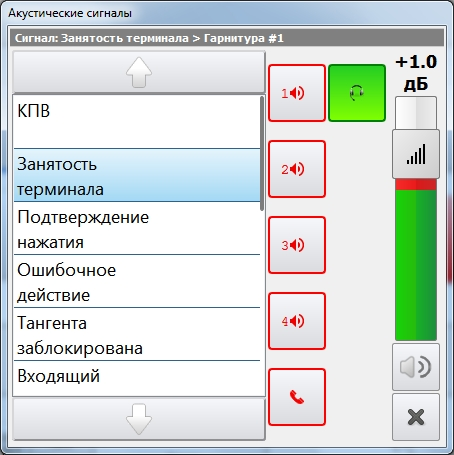 Акустические сигналы
Сигнал: Занятость терминала > Гарнитура #1
+1.0
дБ
КПВ
Занятость
терминала
Подтверждение
нажатия
Ошибочное
действие
Тангента
заблокирована
Входящий
1
2
3
4